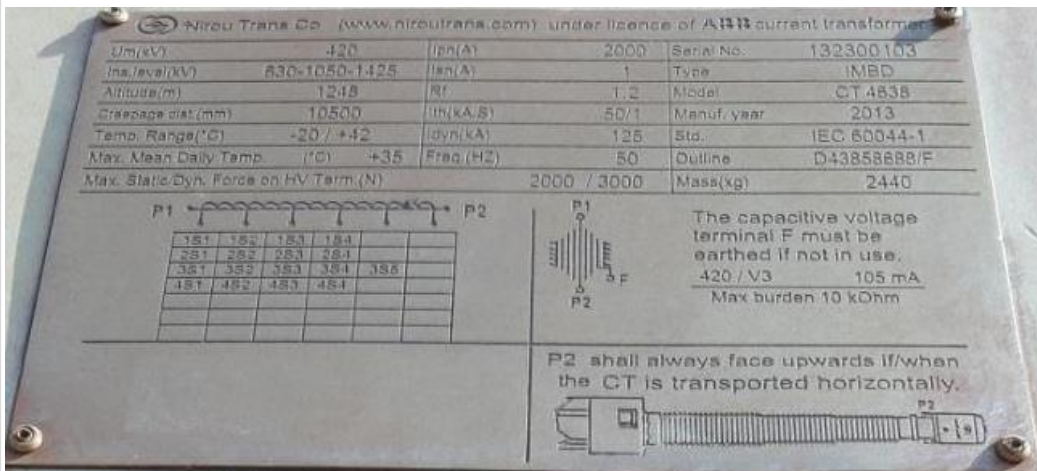 Nirou Trans Co (www.niroutrans.com) under licence of ABB current transformer
Um(kV) 420 Ipn(A) 2000 Serial No. 132300103
Ins.level(kV) 630-1050-1425 Isn(A) 1 Type IMBD
Altitude(m) 1248 Rf 1.2 Model CT 4838
Creepage dist.(mm) 10500 Ith(kA.S) 50/1 Manuf. year 2013
Temp. Range(°C) -20 / +42 Idyn(kA) 125 Std. IEC 60044-1
Max. Mean Daily Temp. (°C) +35 Freq.(HZ) 50 Outline D43858688/F
Max. Static/Dyn. Force on HV Term.(N) 2000 / 3000 Mass(kg) 2440
P1 P2
1S1 1S2 1S3 1S4
2S1 2S2 2S3 2S4
3S1 3S2 3S3 3S4 3S5
4S1 4S2 4S3 4S4
P1
F
P2
The capacitive voltage
terminal F must be
earthed if not in use.
420 / V3 105 mA
Max burden 10 kOhm
P2 shall always face upwards if/when
the CT is transported horizontally.
P2